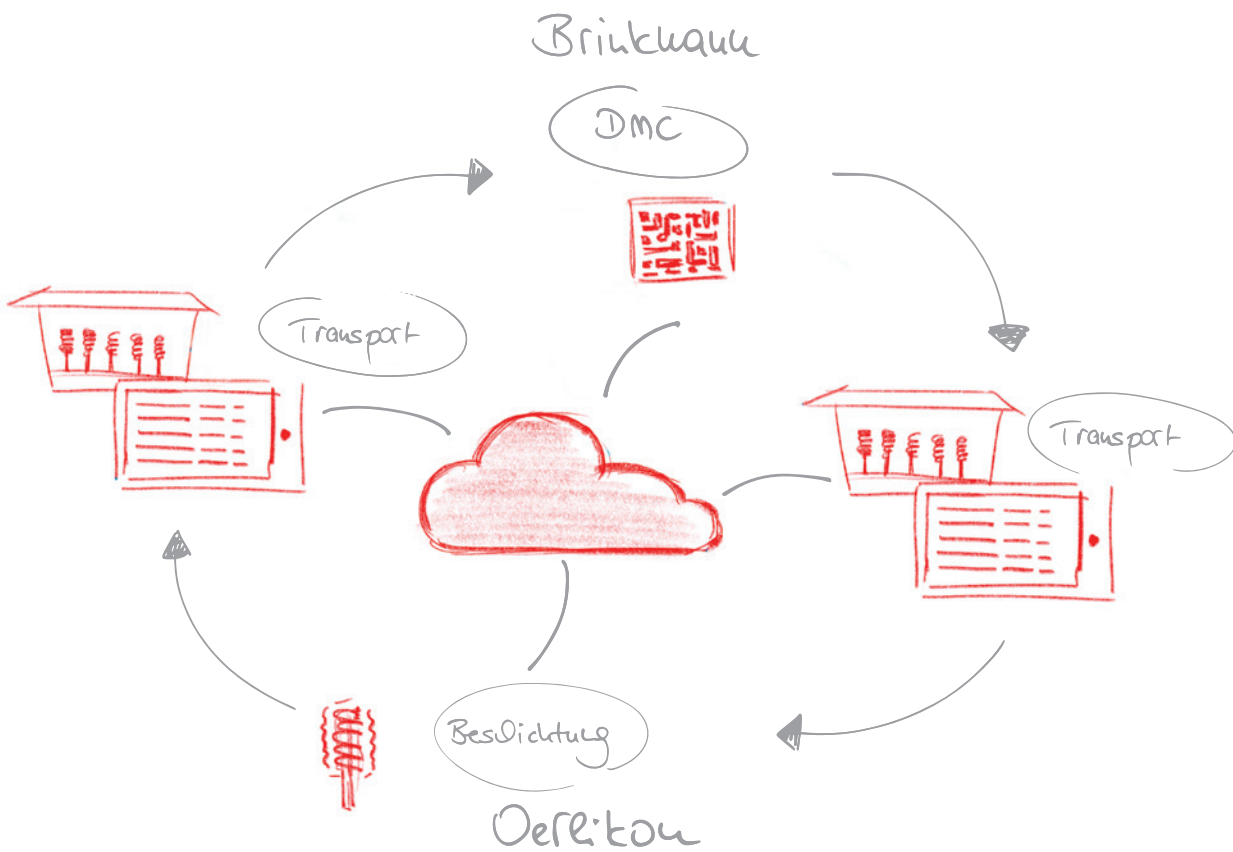 Brinkmann
DMC
Transport
Transport
Beschichtung
Oerlikon